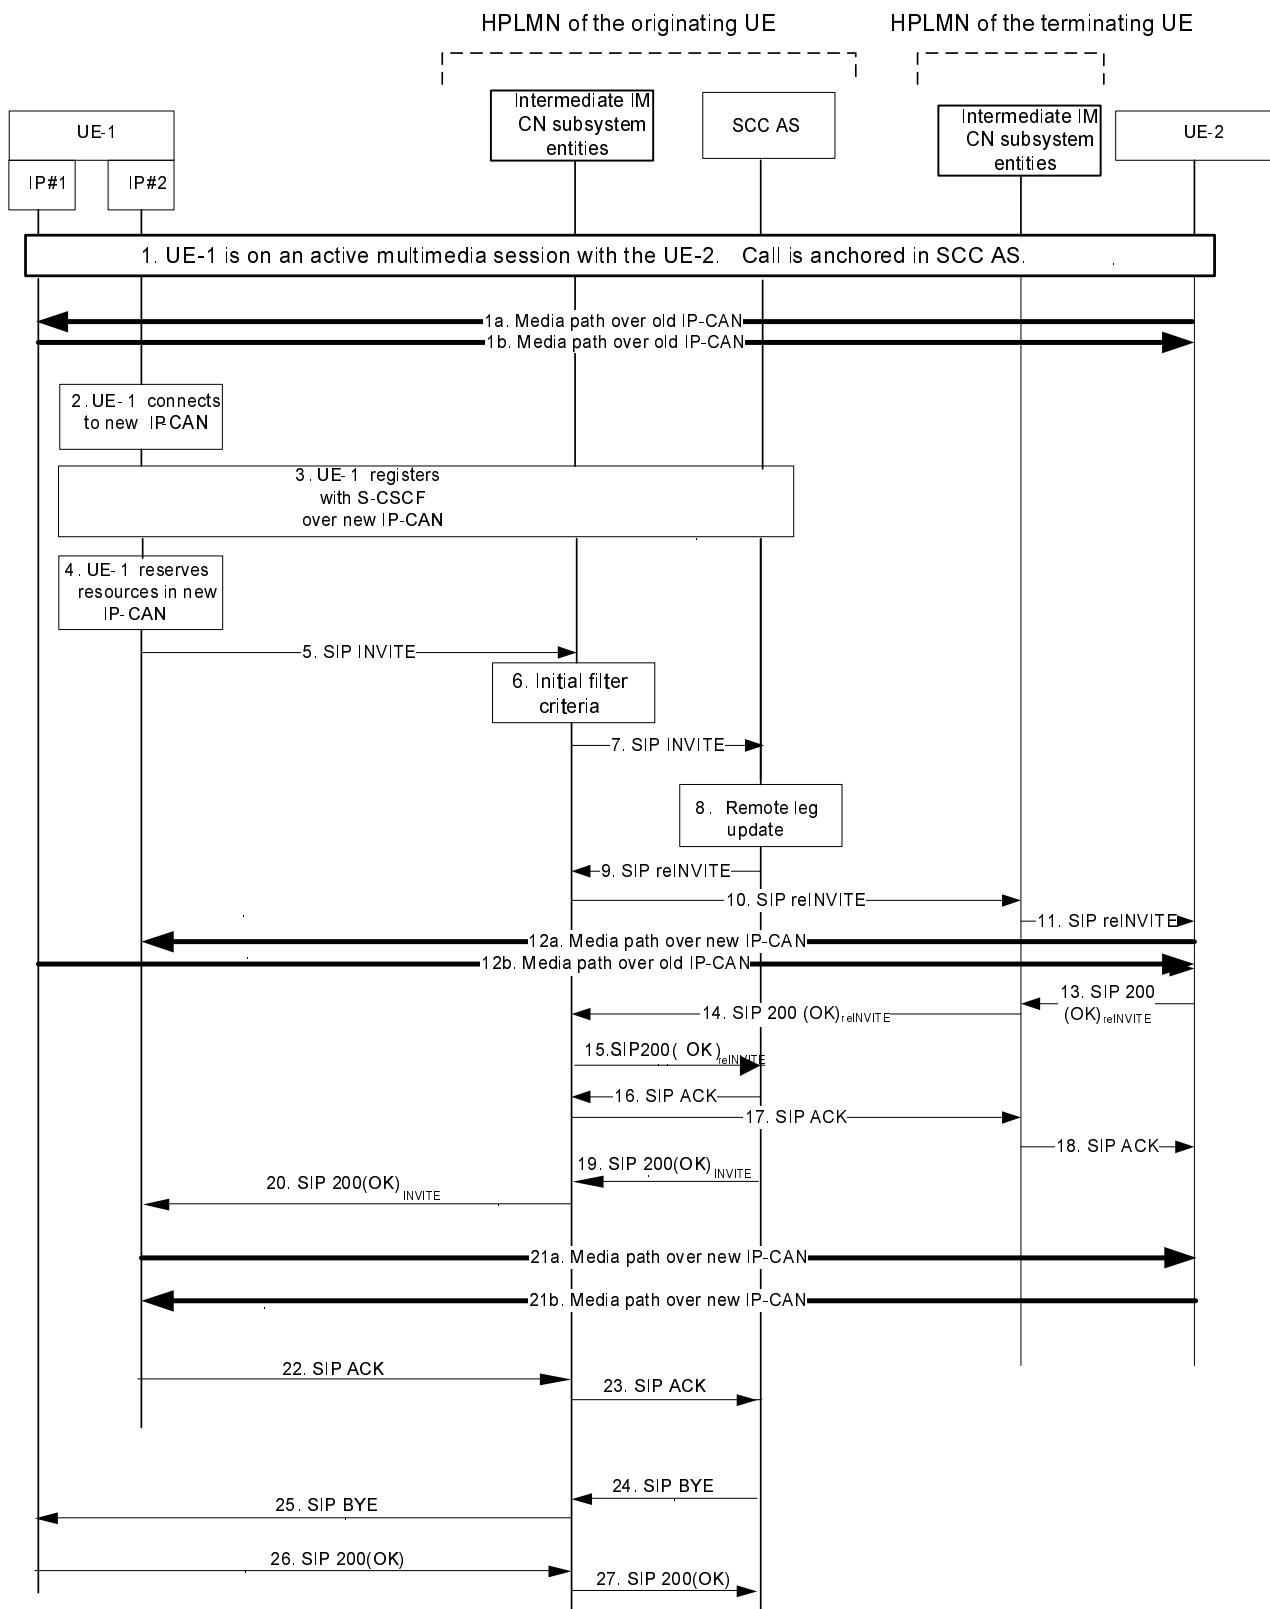 HPLMN of the originating UE
HPLMN of the terminating UE
UE-1
IP#1
IP#2
Intermediate IM
CN subsystem
entities
SCC AS
Intermediate IM
CN subsystem
entities
UE-2
1. UE-1 is on an active multimedia session with the UE-2. Call is anchored in SCC AS.
1a. Media path over old IP-CAN
1b. Media path over old IP-CAN
2. UE-1 connects
to new IP-CAN
3. UE-1 registers
with S-CSCF
over new IP-CAN
4. UE-1 reserves
resources in new
IP-CAN
5. SIP INVITE
6. Initial filter
criteria
7. SIP INVITE
8. Remote leg
update
9. SIP reINVITE
10. SIP reINVITE
11. SIP reINVITE
12a. Media path over new IP-CAN
12b. Media path over old IP-CAN
13. SIP 200
(OK)reINVITE
14. SIP 200 (OK)reINVITE
15.SIP200( OK)reINVITE
16. SIP ACK
17. SIP ACK
18. SIP ACK
19. SIP 200(OK)INVITE
20. SIP 200(OK)INVITE
21a. Media path over new IP-CAN
21b. Media path over new IP-CAN
22. SIP ACK
23. SIP ACK
24. SIP BYE
25. SIP BYE
26. SIP 200(OK)
27. SIP 200(OK)